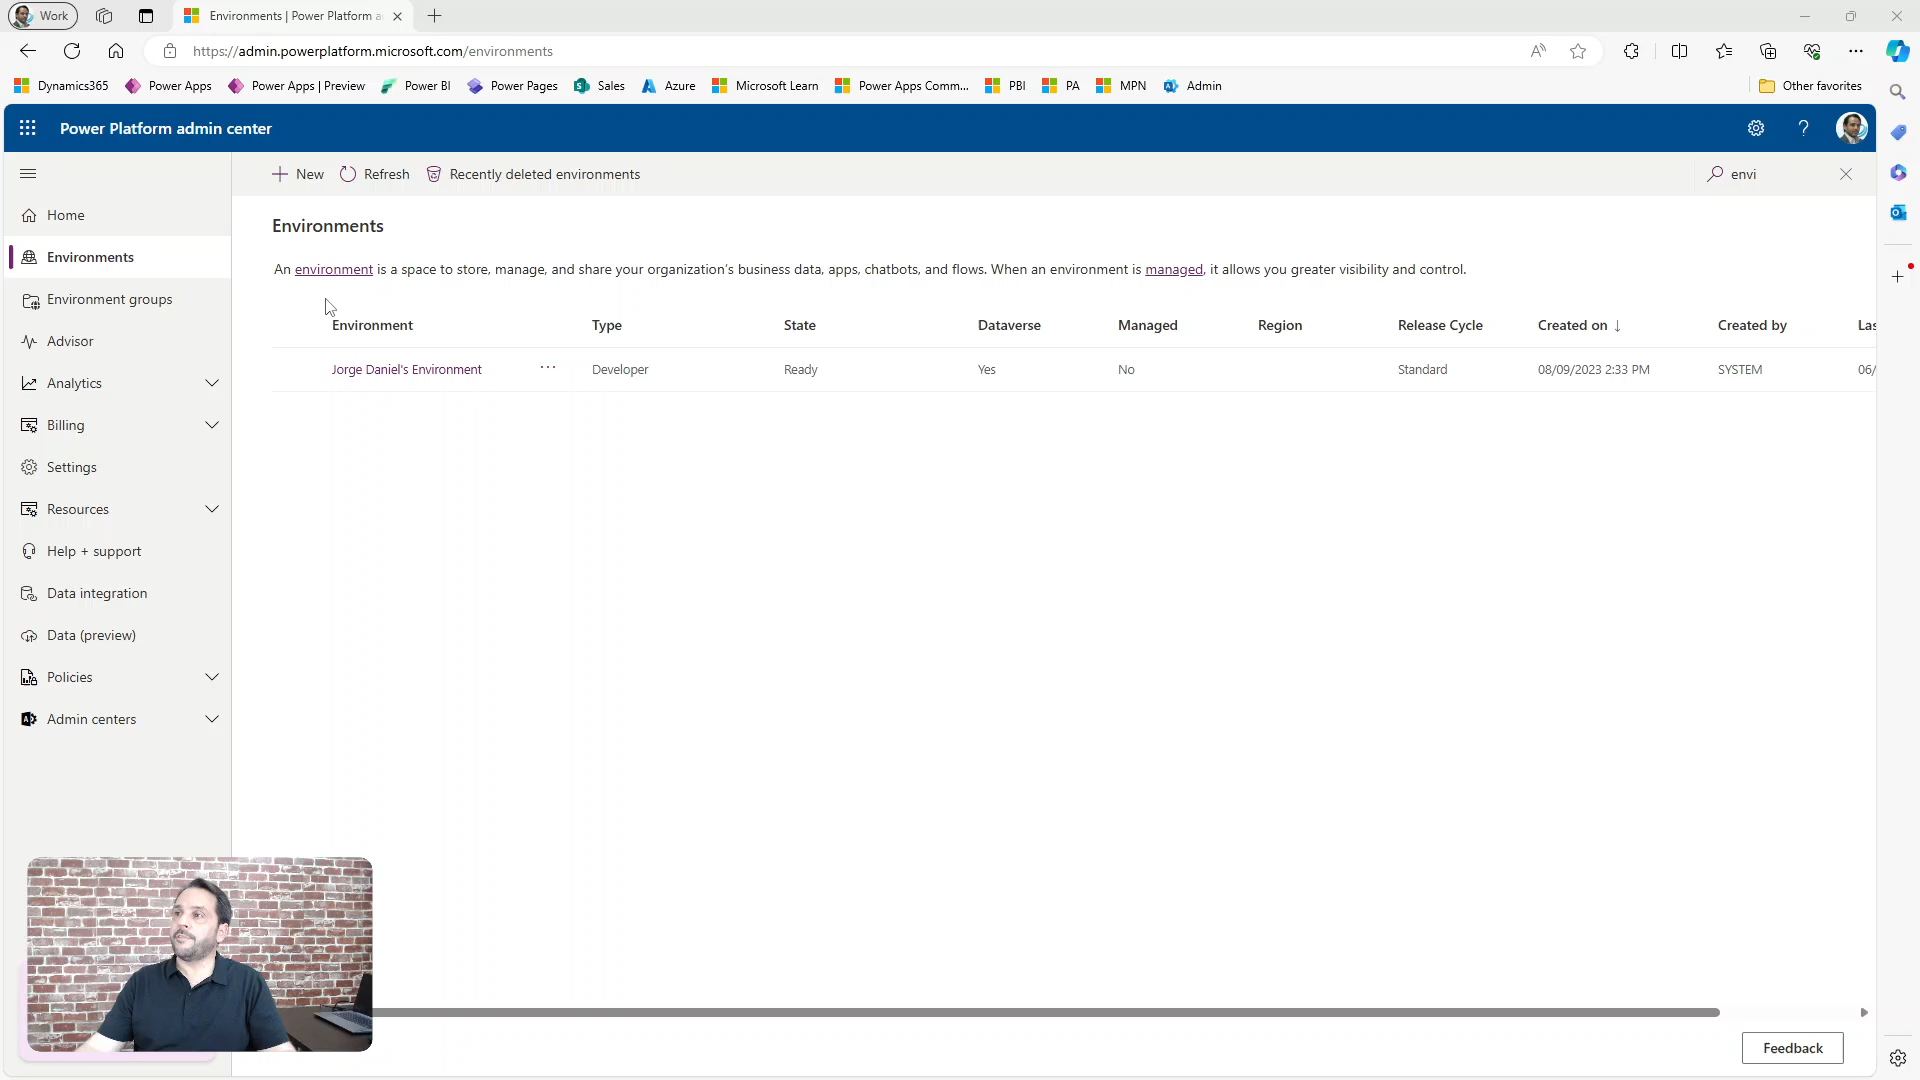 Work
Environments | Power Platform a
https://admin.powerplatform.microsoft.com/environments
Dynamics365 Power Apps Power Apps | Preview Power BI Power Pages Sales Azure Microsoft Learn Power Apps Comm... PBI PA MPN Admin Other favorites
Power Platform admin center
New Refresh Recently deleted environments envi
Home
Environments
Environment groups
Advisor
Analytics
Billing
Settings
Resources
Help + support
Data integration
Data (preview)
Policies
Admin centers
Environments
An environment is a space to store, manage, and share your organization's business data, apps, chatbots, and flows. When an environment is managed, it allows you greater visibility and control.
Environment Type State Dataverse Managed Region Release Cycle Created on ↓ Created by Las
Jorge Daniel's Environment ... Developer Ready Yes No Standard 08/09/2023 2:33 PM SYSTEM 06/
Feedback